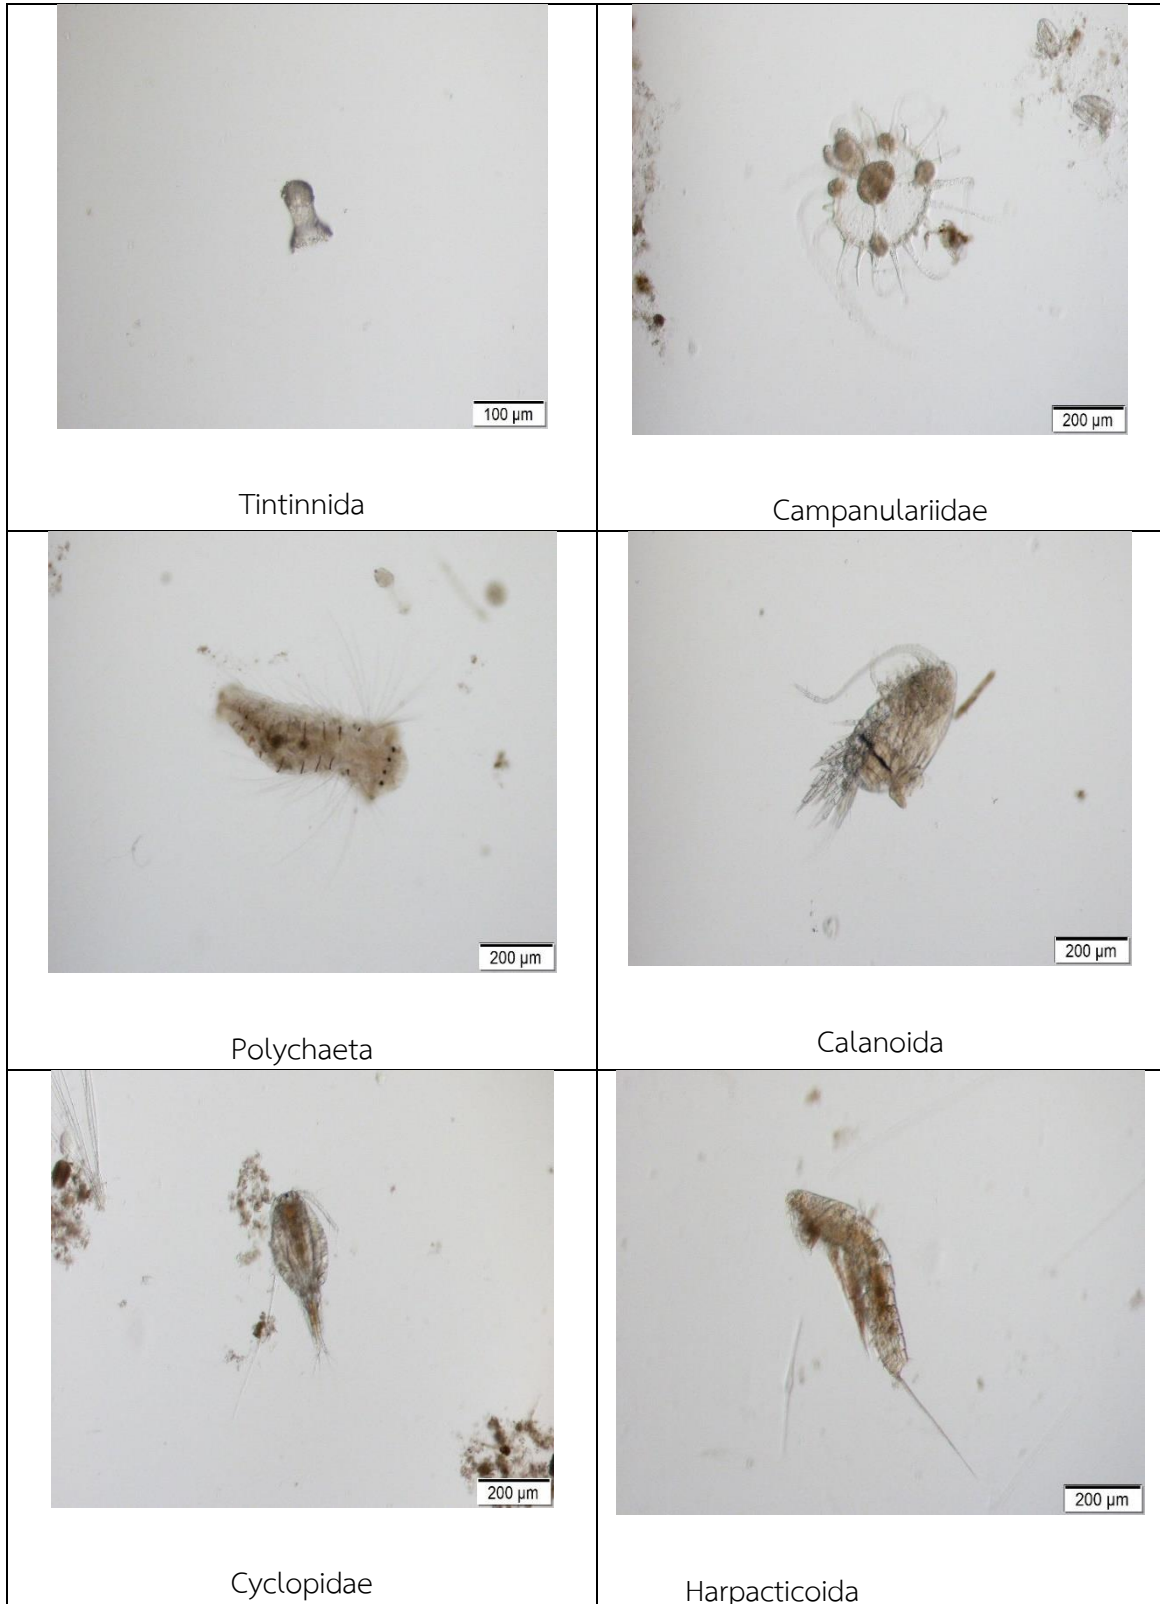 100 µm
200 µm
Tintinnida
Campanulariidae
200 µm
200 µm
Polychaeta
Calanoida
200 µm
200 µm
Cyclopidae
Harpacticoida